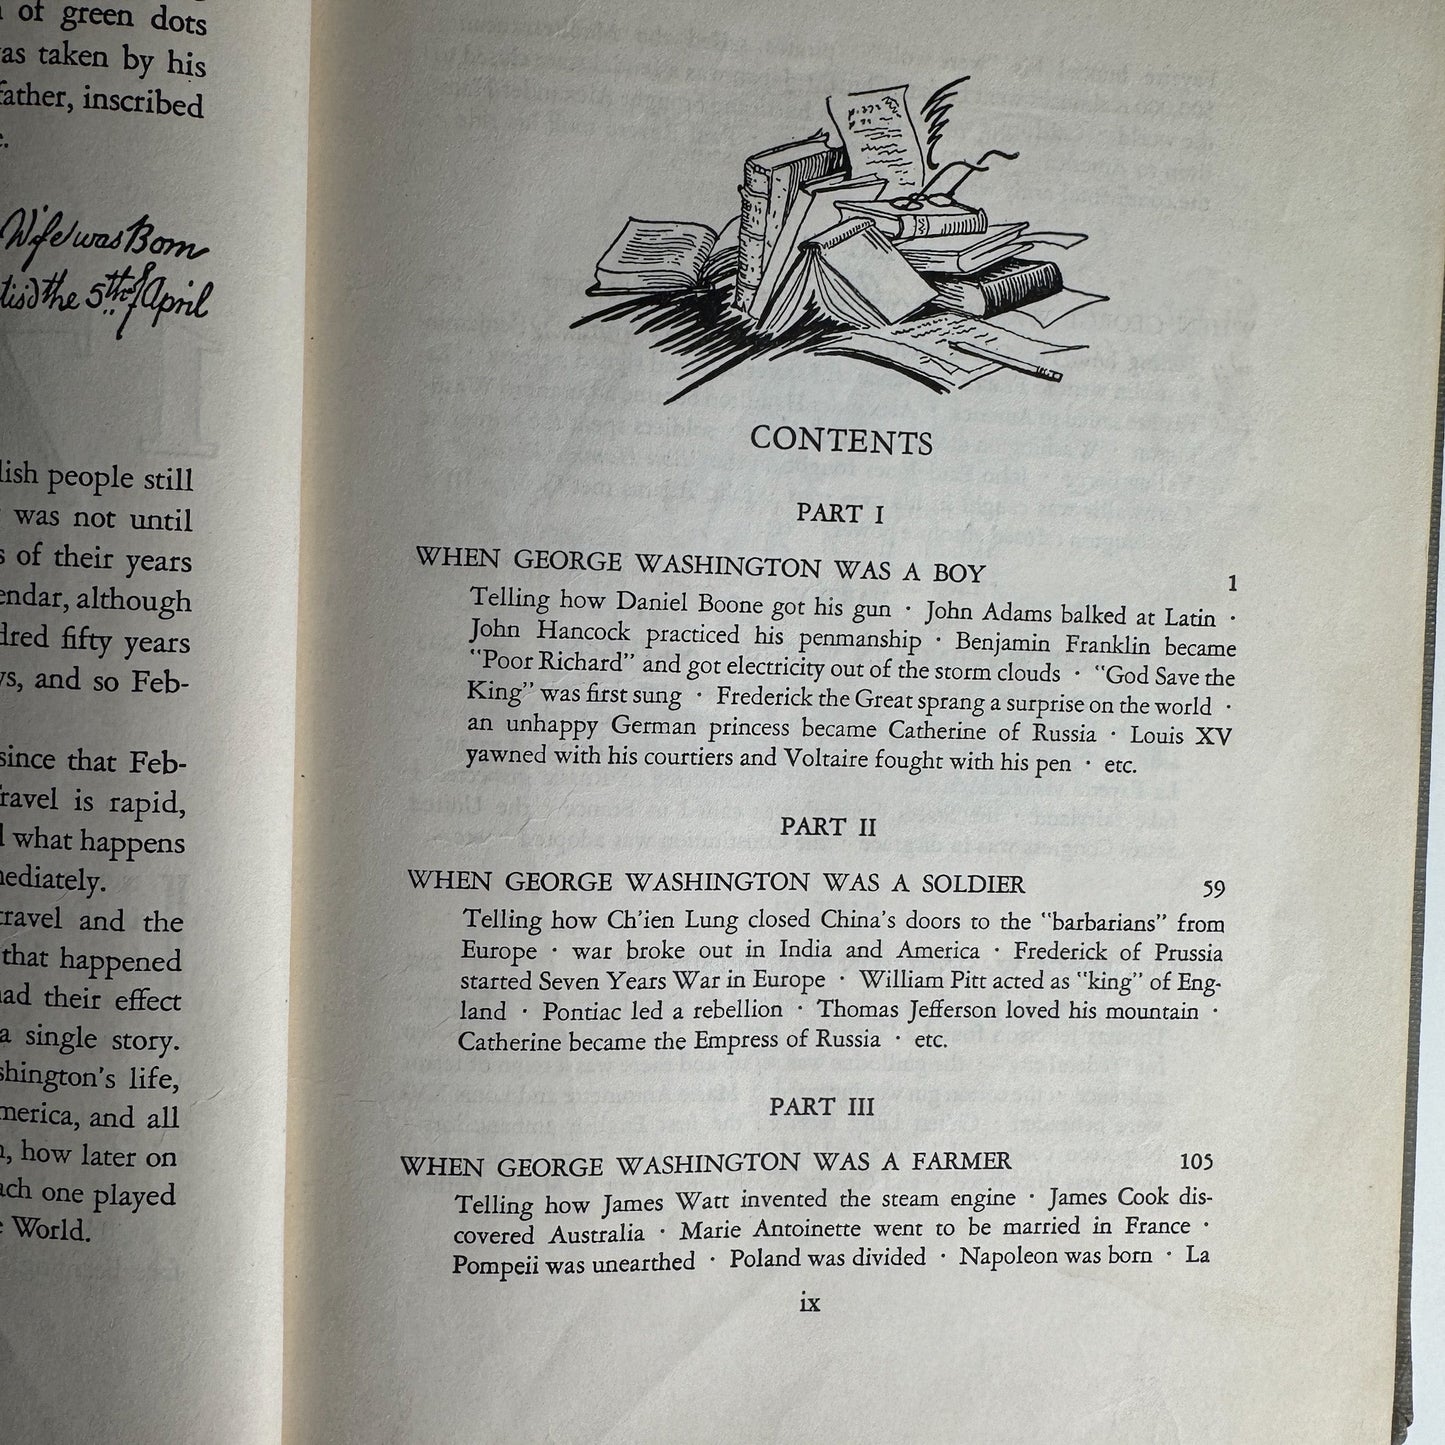 of green dots
was taken by his
father, inscribed
Wife was Born
the 5th of April
people still
was not until
of their years
although
fifty years
and so Feb-
since that Feb-
travel is rapid,
what happens
travel and the
that happened
had their effect
a single story.
life,
and all
how later on
each one played
World.
CONTENTS
PART I
WHEN GEORGE WASHINGTON WAS A BOY 1
Telling how Daniel Boone got his gun · John Adams balked at Latin ·
John Hancock practiced his penmanship · Benjamin Franklin became
"Poor Richard" and got electricity out of the storm clouds · "God Save the
King" was first sung · Frederick the Great sprang a surprise on the world ·
an unhappy German princess became Catherine of Russia · Louis XV
yawned with his courtiers and Voltaire fought with his pen · etc.
PART II
WHEN GEORGE WASHINGTON WAS A SOLDIER 59
Telling how Ch'ien Lung closed China's doors to the "barbarians" from
Europe · war broke out in India and America · Frederick of Prussia
started Seven Years War in Europe · William Pitt acted as "king" of Eng-
land · Pontiac led a rebellion · Thomas Jefferson loved his mountain ·
Catherine became the Empress of Russia · etc.
PART III
WHEN GEORGE WASHINGTON WAS A FARMER 105
Telling how James Watt invented the steam engine · James Cook dis-
covered Australia · Marie Antoinette went to be married in France ·
Pompeii was unearthed · Poland was divided · Napoleon was born · La
ix